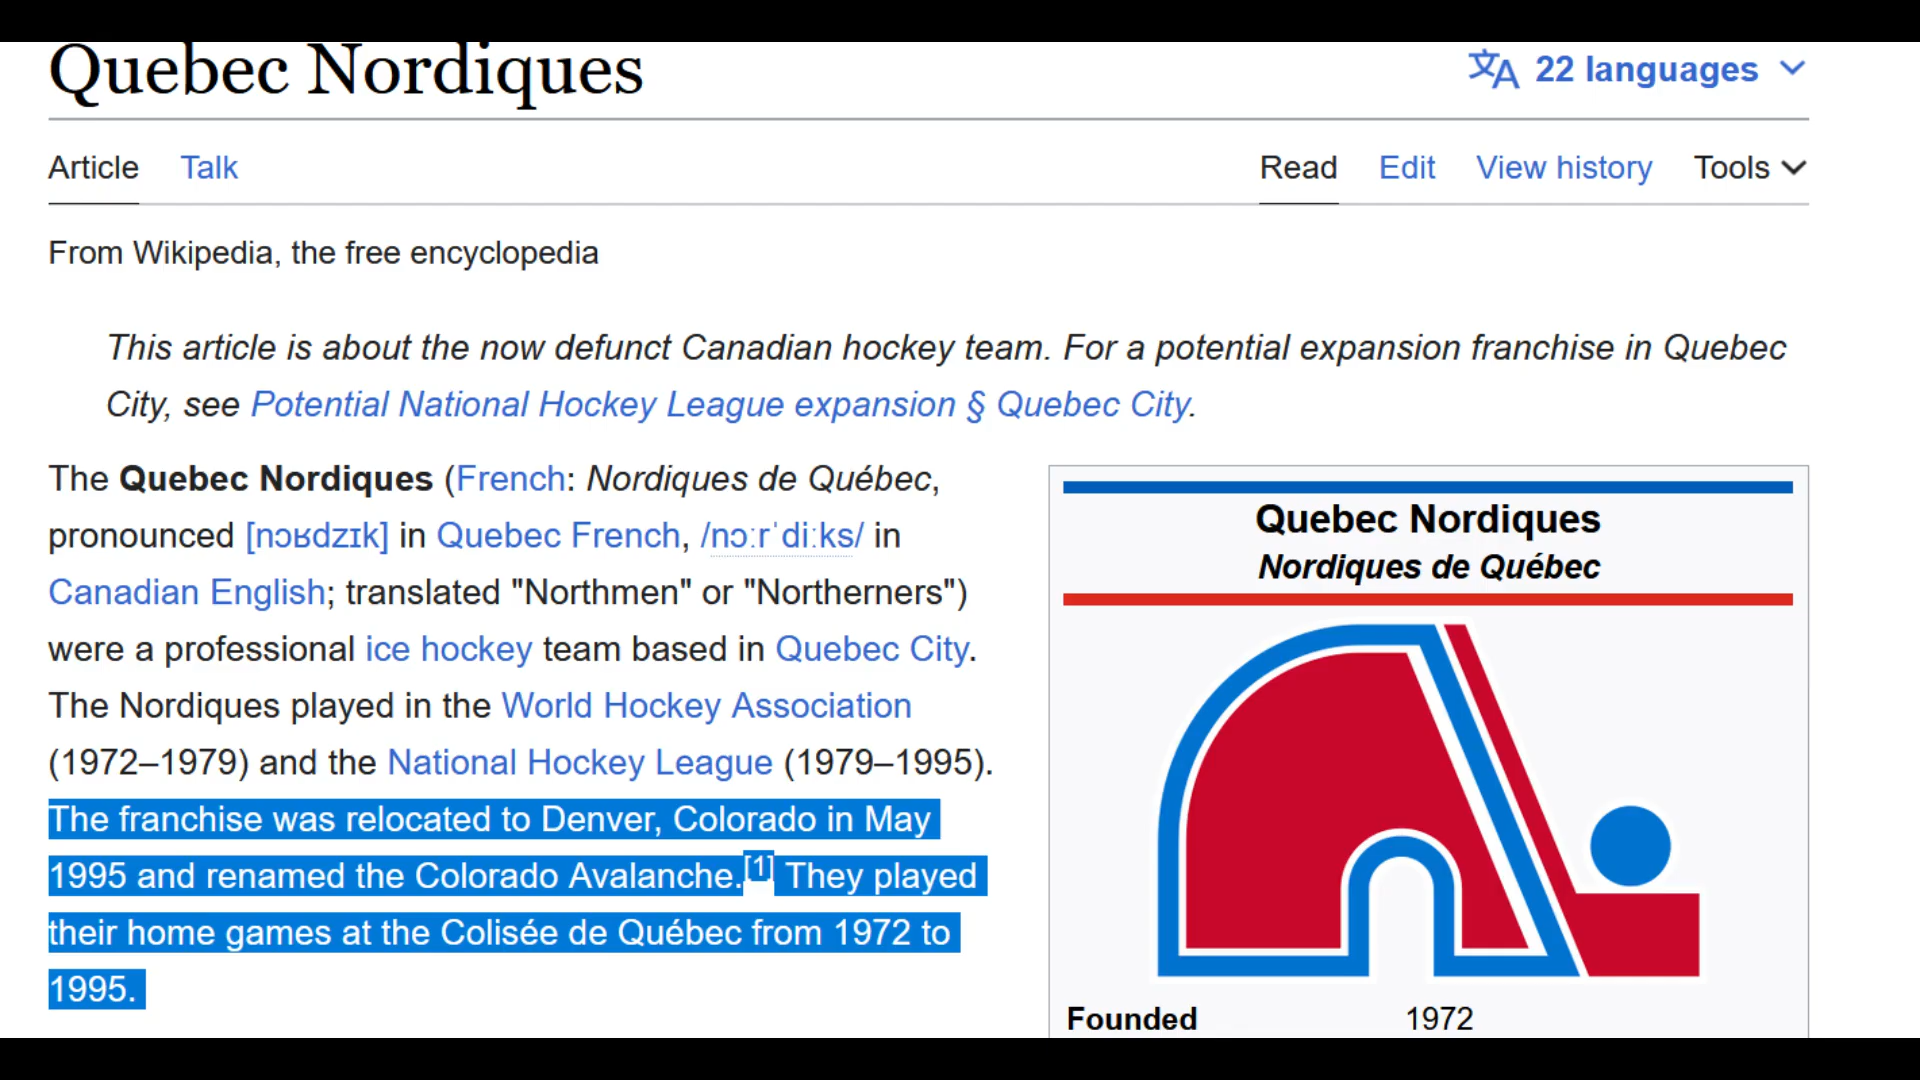 Quebec Nordiques
22 languages
Article Talk Read Edit View history Tools
From Wikipedia, the free encyclopedia
This article is about the now defunct Canadian hockey team. For a potential expansion franchise in Quebec
City, see Potential National Hockey League expansion § Quebec City.
The Quebec Nordiques (French: Nordiques de Québec,
pronounced [nɔʁdzɪk] in Quebec French, /nɔːrˈdiːks/ in
Canadian English; translated "Northmen" or "Northerners")
were a professional ice hockey team based in Quebec City.
The Nordiques played in the World Hockey Association
(1972–1979) and the National Hockey League (1979–1995).
The franchise was relocated to Denver, Colorado in May
1995 and renamed the Colorado Avalanche.[1] They played
their home games at the Colisée de Québec from 1972 to
1995.
Quebec Nordiques
Nordiques de Québec
Founded 1972